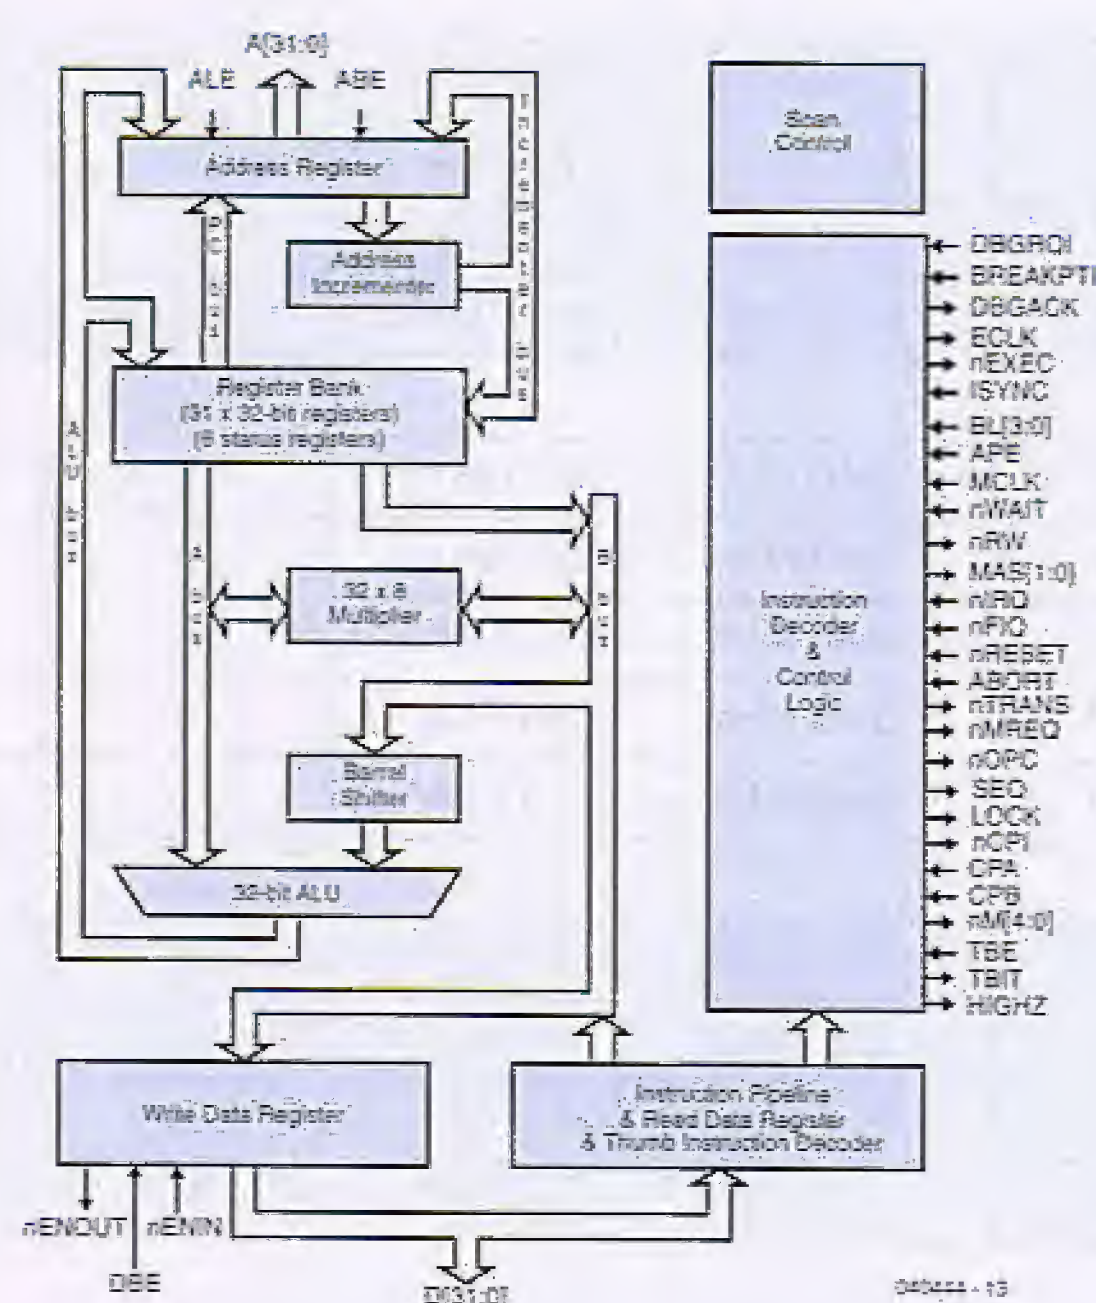 A[31:0]
ALE
ABE
Address Register
Address
Incrementer
Register Bank
(31 x 32-bit registers)
(6 status registers)
32 x 8
Multiplier
Barrel
Shifter
32-bit ALU
Write Data Register
nENOUT
nENIN
DBE
D[31:0]
Instruction Pipeline
& Read Data Register
& Thumb Instruction Decoder
Scan
Control
Instruction
Decoder
&
Control
Logic
DBGRQI
BREAKPTI
DBGACK
ECLK
nEXEC
ISYNC
BL[3:0]
APE
MCLK
nWAIT
nRW
MAS[1:0]
nIRQ
nFIQ
nRESET
ABORT
nTRANS
nMREQ
nOPC
SEQ
LOCK
nCPI
CPA
CPB
nM[4:0]
TBE
TBIT
HIGHZ